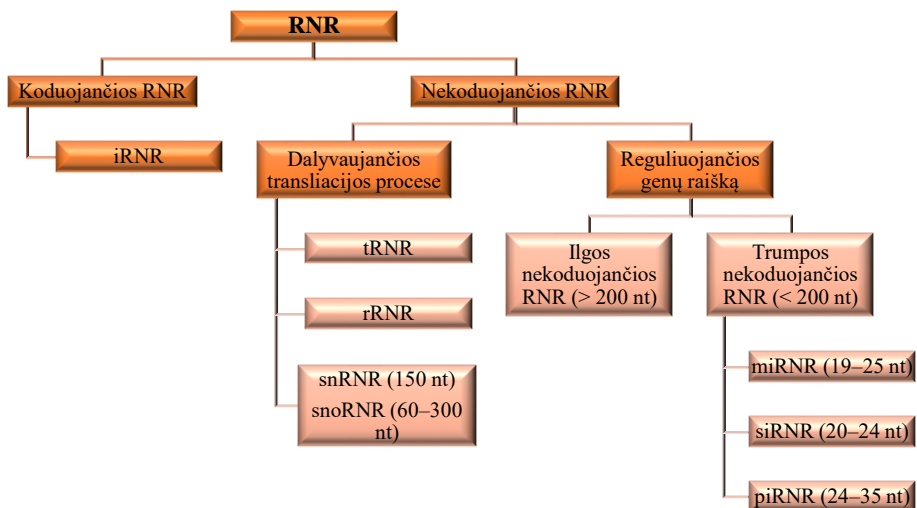 RNR
Koduojančios RNR
Nekoduojančios RNR
iRNR
Dalyvaujančios
transliacijos procese
Reguliuojančios
genų raišką
tRNR
rRNR
snRNR (150 nt)
snoRNR (60–300
nt)
Ilgos
nekoduojančios
RNR (> 200 nt)
Trumpos
nekoduojančios
RNR (< 200 nt)
miRNR (19–25 nt)
siRNR (20–24 nt)
piRNR (24–35 nt)